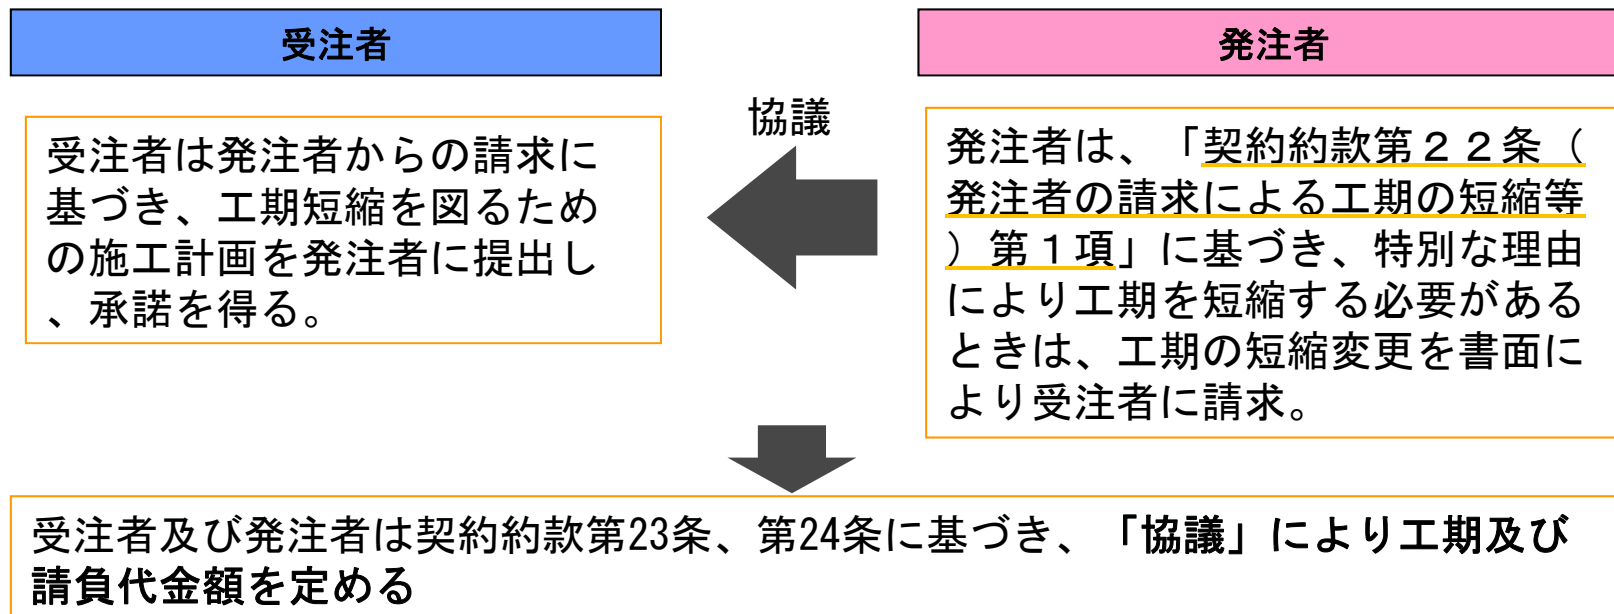 受注者
発注者
協議
受注者は発注者からの請求に
基づき、工期短縮を図るため
の施工計画を発注者に提出し
、承諾を得る。
発注者は、「契約約款第２２条（
発注者の請求による工期の短縮等
）第１項」に基づき、特別な理由
により工期を短縮する必要がある
ときは、工期の短縮変更を書面に
より受注者に請求。
受注者及び発注者は契約約款第23条、第24条に基づき、「協議」により工期及び
請負代金額を定める